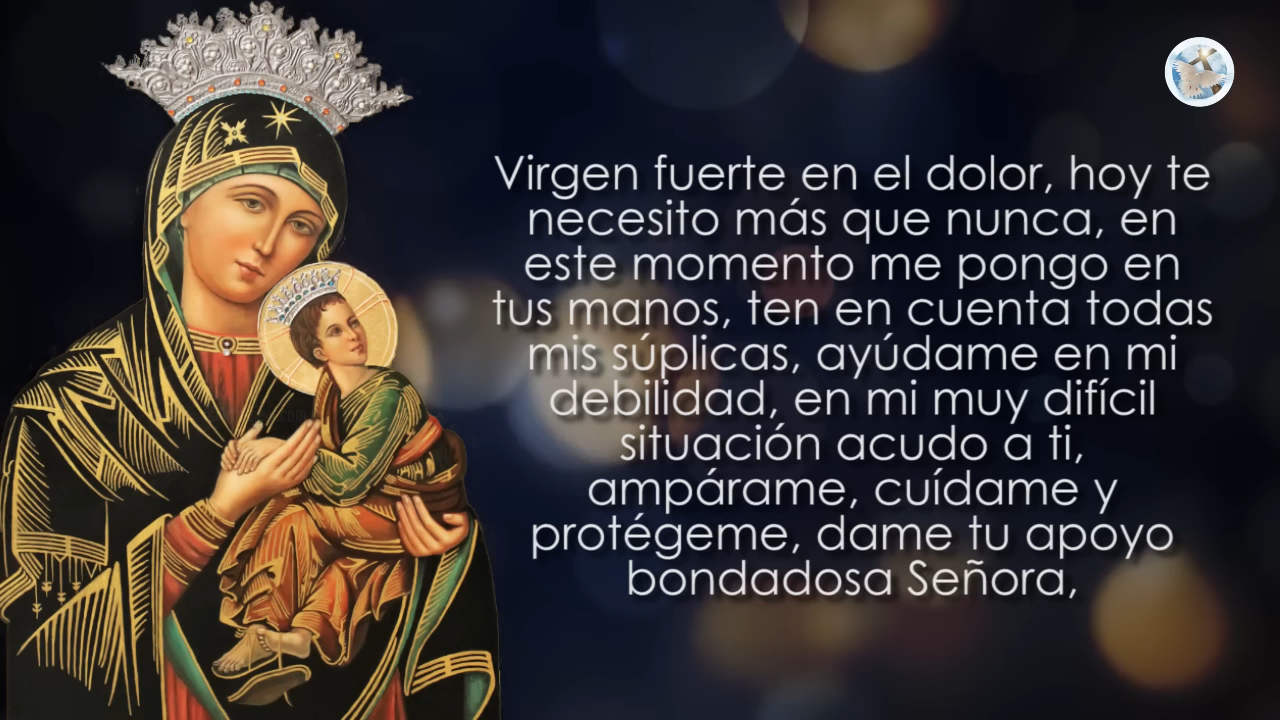 Virgen fuerte en el dolor, hoy te
necesito más que nunca, en
este momento me pongo en
tus manos, ten en cuenta todas
mis súplicas, ayúdame en mi
debilidad, en mi muy difícil
situación acudo a ti,
ampárame, cuídame y
protégeme, dame tu apoyo
bondadosa Señora,